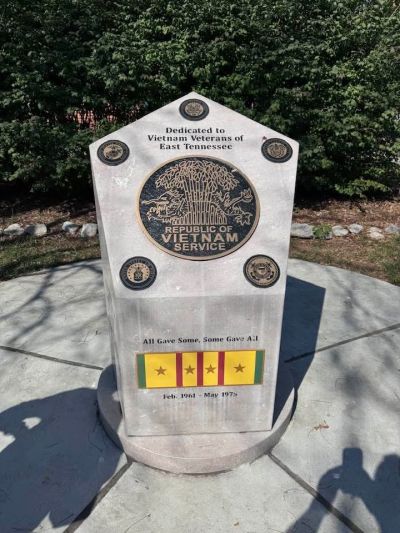 Dedicated to
Vietnam Veterans of
East Tennessee
REPUBLIC OF
VIETNAM
SERVICE
All Gave Some, Some Gave All
Feb. 1961 - May 1975